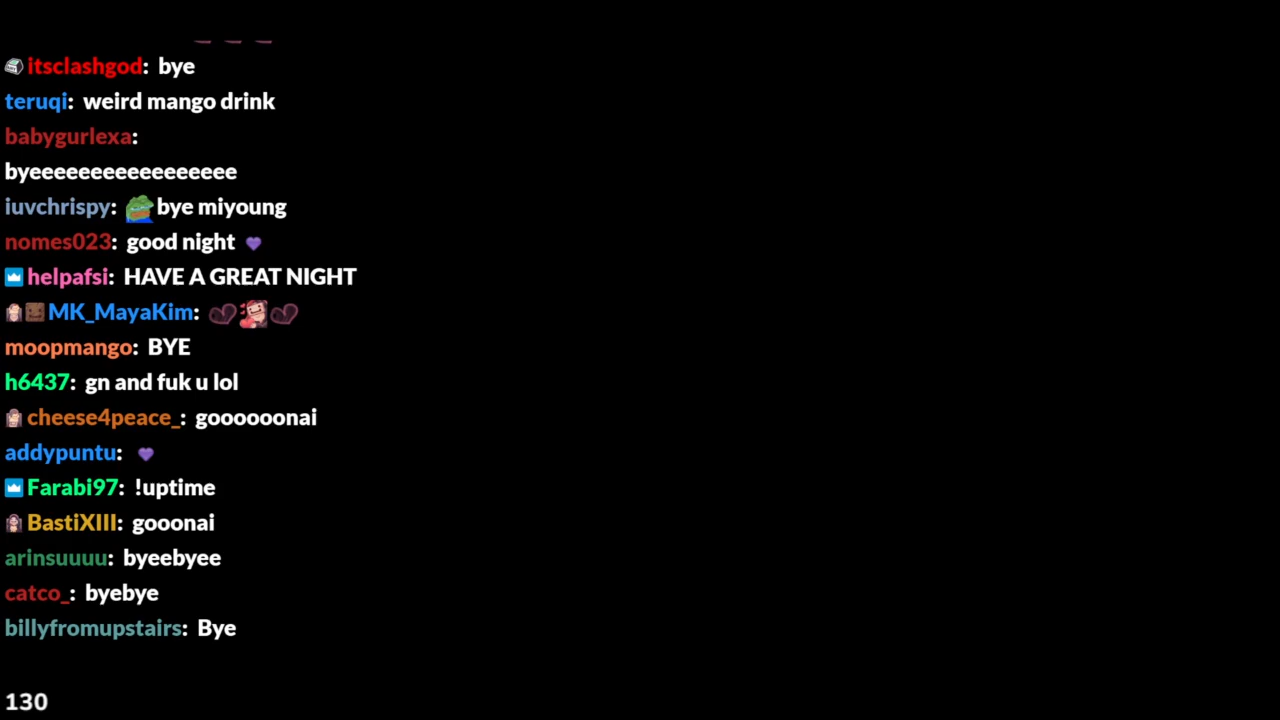 itsclashgod: bye
teruqi: weird mango drink
babygurlexa:
byeeeeeeeeeeeeeeeee
iuvchrispy: bye miyoung
nomes023: good night
helpafsi: HAVE A GREAT NIGHT
MK_MayaKim:
moopmango: BYE
h6437: gn and fuk u lol
cheese4peace_: goooooonai
addypuntu:
Farabi97: !uptime
BastiXIII: gooonai
arinsuuuu: byeebyee
catco_: byebye
billyfromupstairs: Bye
130